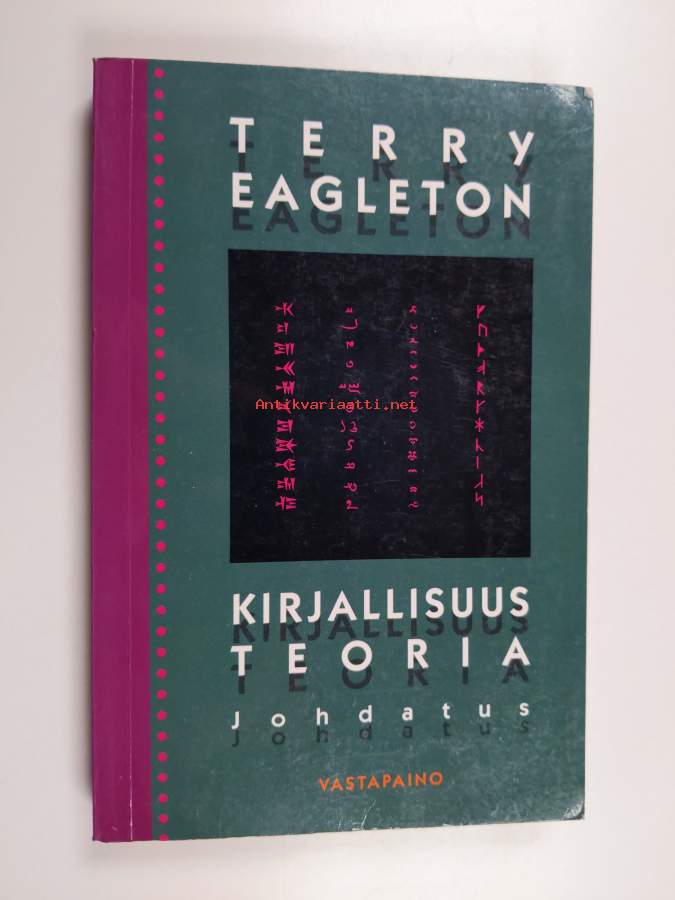 TERRY
EAGLETON
Antikvariaatti.net
KIRJALLISUUS
TEORIA
Johdatus
VASTAPAINO